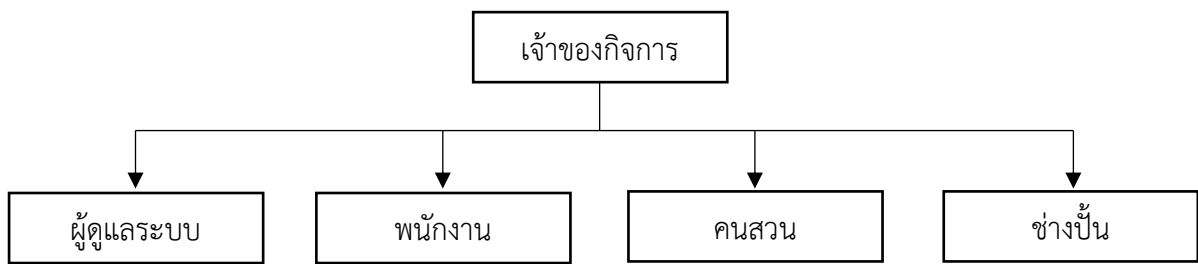 เจ้าของกิจการ
ผู้ดูแลระบบ
พนักงาน
คนสวน
ช่างปั้น